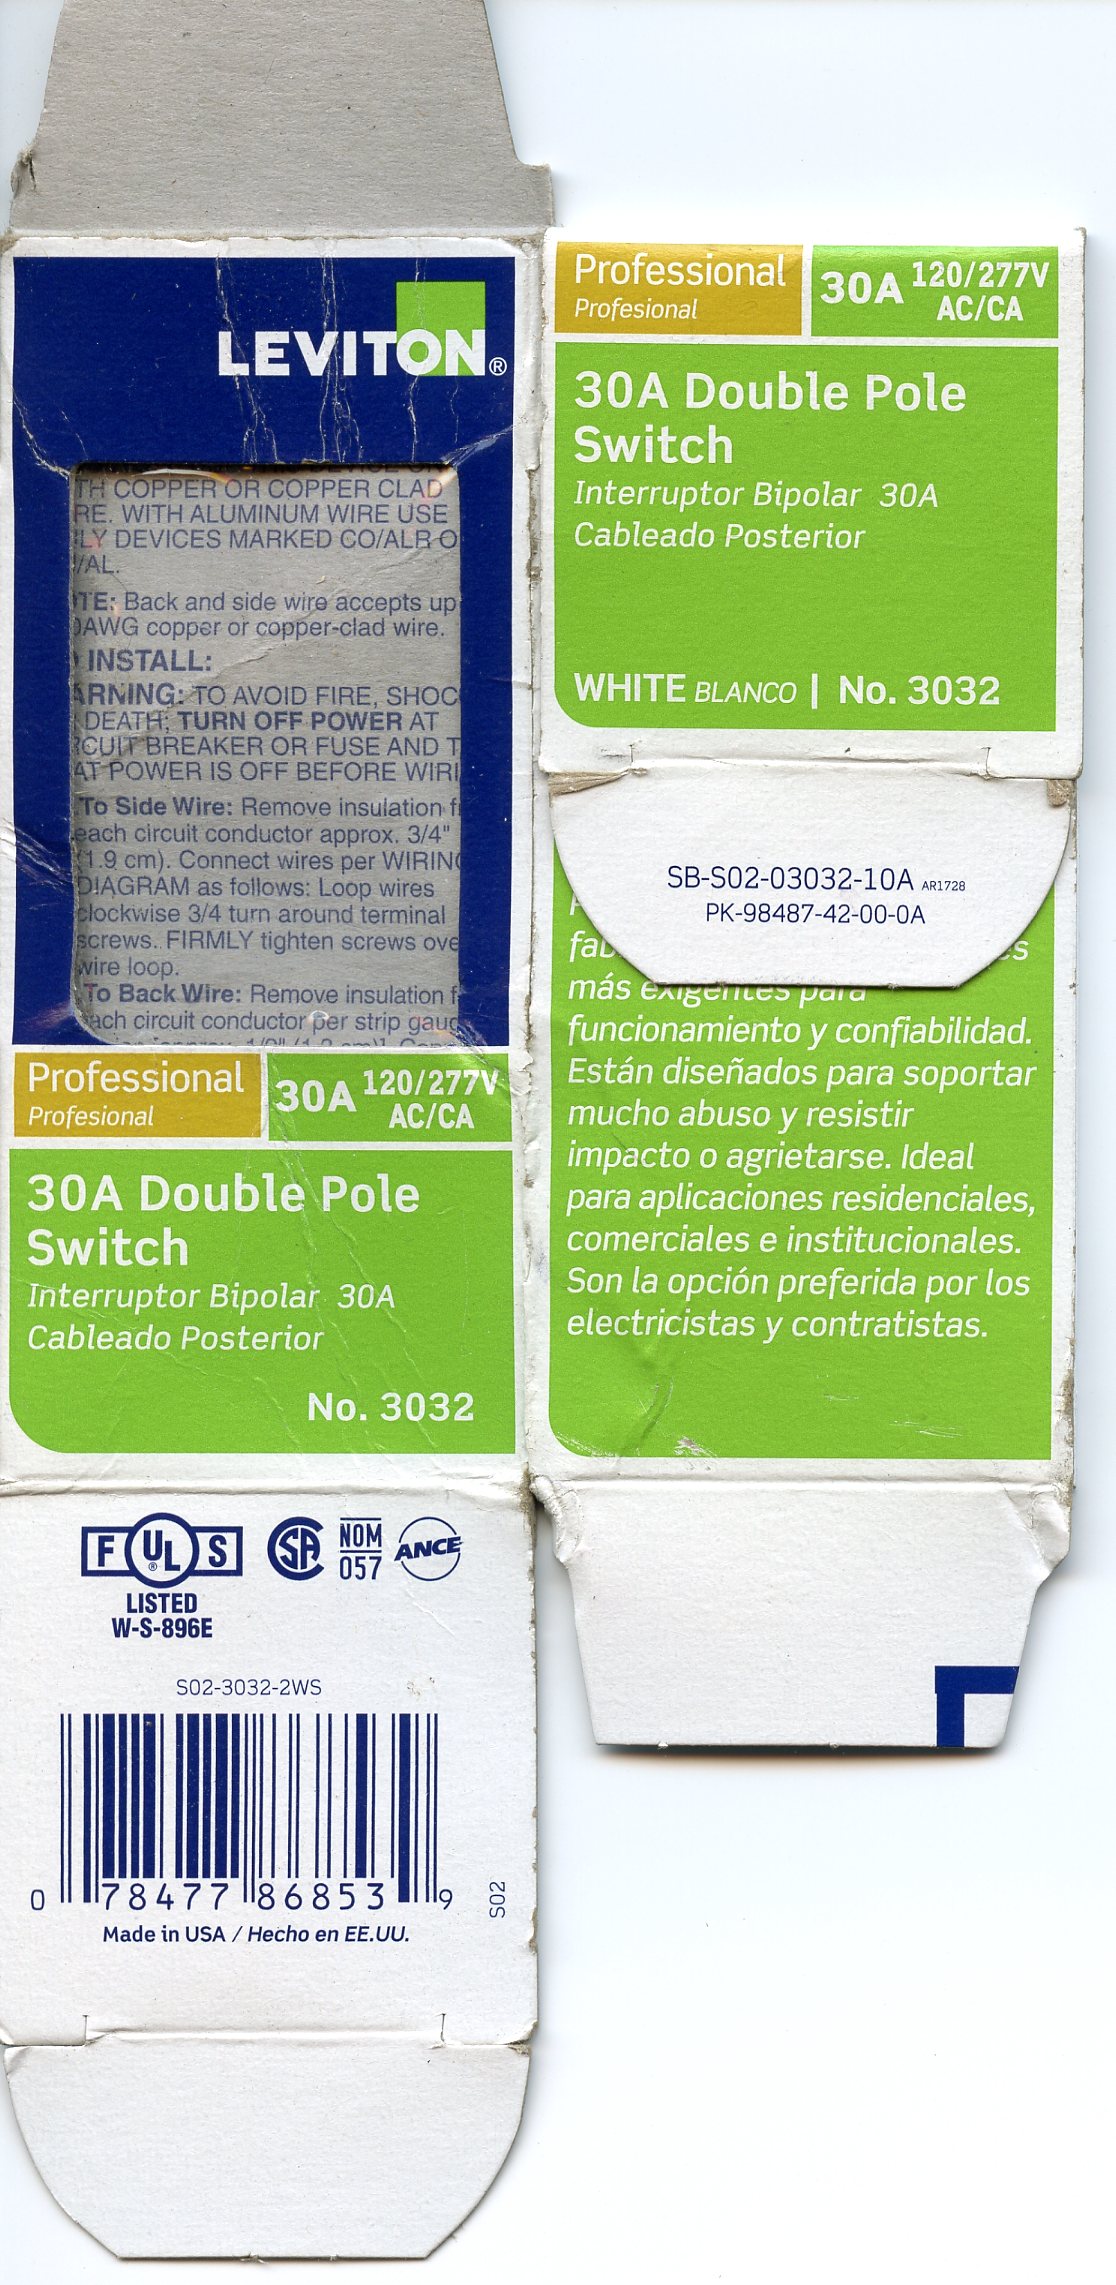 LEVITON®
TH COPPER OR COPPER CLAD
RE. WITH ALUMINUM WIRE USE
LY DEVICES MARKED CO/ALR O
/AL.
TE: Back and side wire accepts up
AWG copper or copper-clad wire.
INSTALL:
ARNING: TO AVOID FIRE, SHOC
DEATH; TURN OFF POWER AT
CUIT BREAKER OR FUSE AND T
AT POWER IS OFF BEFORE WIRI
To Side Wire: Remove insulation f
each circuit conductor approx. 3/4"
(1.9 cm). Connect wires per WIRING
DIAGRAM as follows: Loop wires
clockwise 3/4 turn around terminal
screws. FIRMLY tighten screws ove
wire loop.
To Back Wire: Remove insulation f
ach circuit conductor per strip gaug
Professional
Profesional
30A 120/277V
AC/CA
30A Double Pole
Switch
Interruptor Bipolar 30A
Cableado Posterior
No. 3032
F UL® S
SA
NOM
057
ANCE
LISTED
W-S-896E
S02-3032-2WS
0 78477 86853 9
S02
Made in USA / Hecho en EE.UU.
Professional
Profesional
30A 120/277V
AC/CA
30A Double Pole
Switch
Interruptor Bipolar 30A
Cableado Posterior
WHITE BLANCO | No. 3032
SB-S02-03032-10A AR1728
PK-98487-42-00-0A
más exigentes para
funcionamiento y confiabilidad.
Están diseñados para soportar
mucho abuso y resistir
impacto o agrietarse. Ideal
para aplicaciones residenciales,
comerciales e institucionales.
Son la opción preferida por los
electricistas y contratistas.